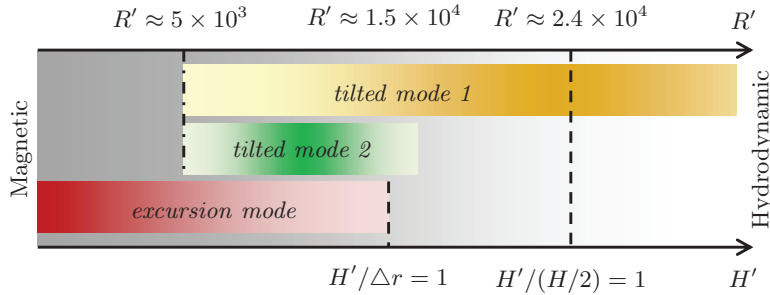 R′ ≈ 5 × 10³ R′ ≈ 1.5 × 10⁴ R′ ≈ 2.4 × 10⁴ R′
Magnetic
tilted mode 1
tilted mode 2
excursion mode
Hydrodynamic
H′/△r = 1 H′/(H/2) = 1 H′